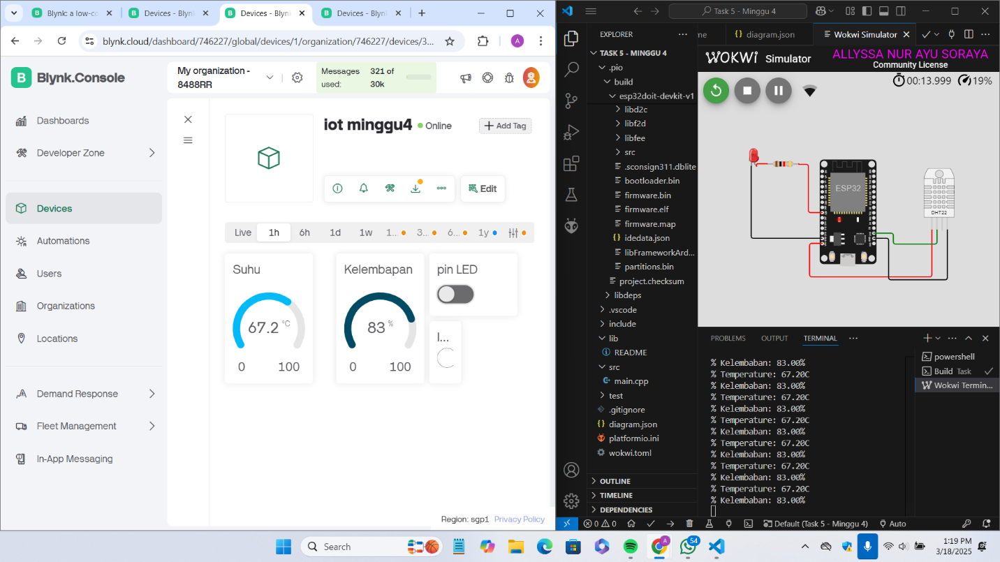 Blynk: a low-co
Devices - Blynk
Devices - Blynk
Devices - Blynk
blynk.cloud/dashboard/746227/global/devices/1/organization/746227/devices/3...
A
B Blynk.Console
My organization -
8488RR
Messages
used:
321 of
30k
Dashboards
Developer Zone
Devices
Automations
Users
Organizations
Locations
Demand Response
Fleet Management
In-App Messaging
iot minggu4
Online
Add Tag
Edit
Live
1h
6h
1d
1w
1...
3...
6...
1y
Suhu
67.2 °C
0
100
Kelembapan
83 %
0
100
pin LED
l...
Region: sgp1 Privacy Policy
Task 5 - Minggu 4
EXPLORER
TASK 5 - MINGGU 4
.pio
build
esp32doit-devkit-v1
libd2c
libf2d
libfee
src
.sconsign311.dblite
bootloader.bin
firmware.bin
firmware.elf
firmware.map
idedata.json
libFrameworkArd...
partitions.bin
project.checksum
libdeps
.vscode
include
lib
README
src
main.cpp
test
.gitignore
diagram.json
platformio.ini
wokwi.toml
OUTLINE
TIMELINE
DEPENDENCIES
me
diagram.json
Wokwi Simulator
WOKWI Simulator
ALLYSSA NUR AYU SORAYA
Community License
00:13.999
19%
ESP32
DHT22
PROBLEMS
OUTPUT
TERMINAL
% Kelembaban: 83.00%
% Temperature: 67.20C
% Kelembaban: 83.00%
% Temperature: 67.20C
% Kelembaban: 83.00%
% Temperature: 67.20C
% Kelembaban: 83.00%
% Temperature: 67.20C
% Kelembaban: 83.00%
% Temperature: 67.20C
% Kelembaban: 83.00%
% Temperature: 67.20C
% Kelembaban: 83.00%
powershell
Build Task
Wokwi Termin...
0
0
Default (Task 5 - Minggu 4)
Auto
Search
A
54
1:19 PM
3/18/2025